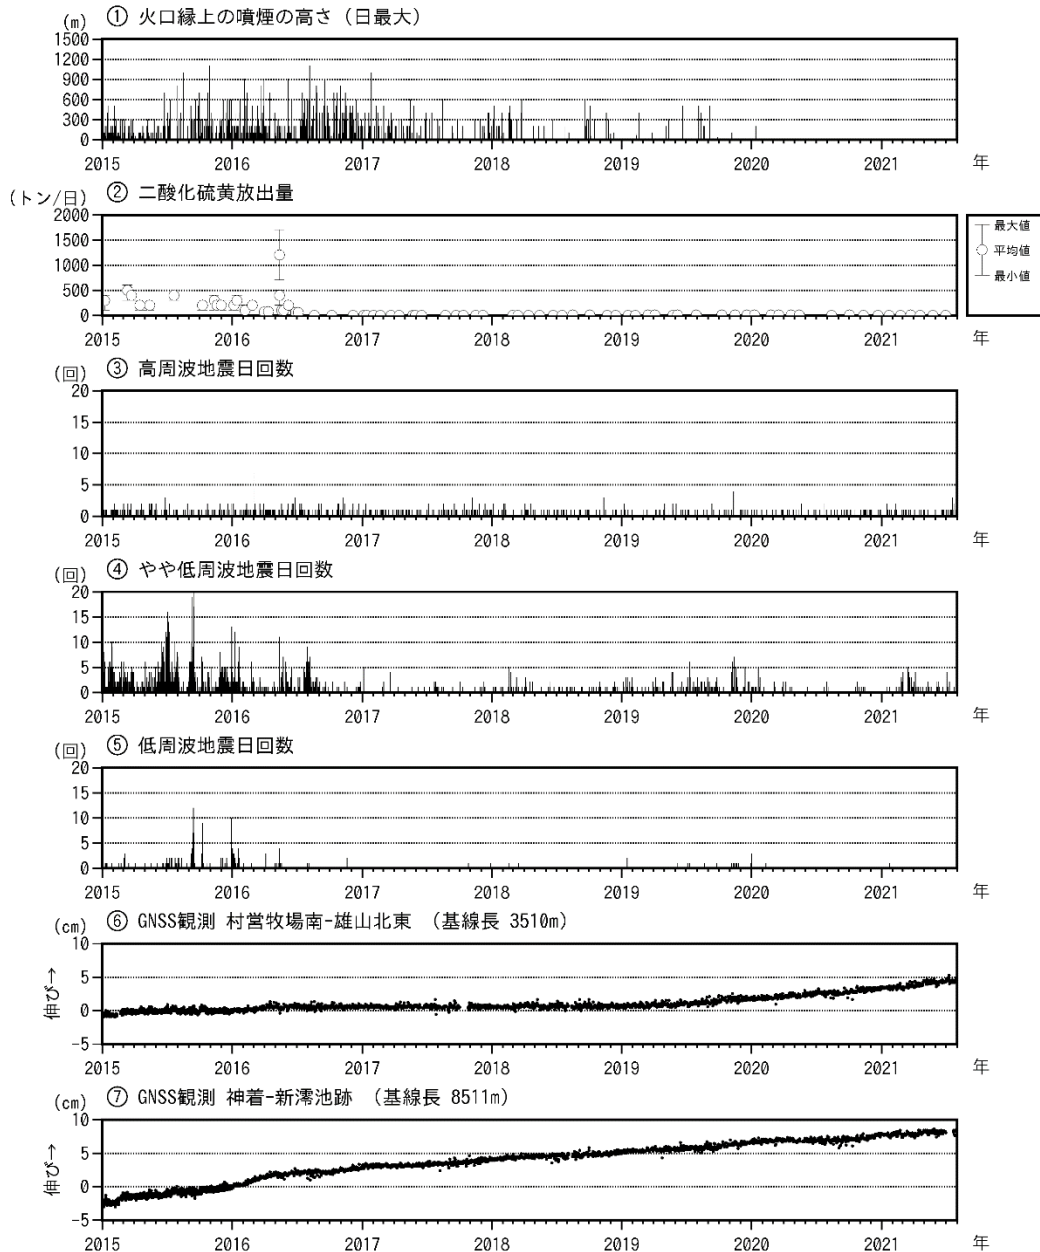 ① 火口縁上の噴煙の高さ（日最大）
(m)
1500
1200
900
600
300
0
2015 2016 2017 2018 2019 2020 2021 年
② 二酸化硫黄放出量
(トン/日)
2000
1500
1000
500
0
最大値
平均値
最小値
2015 2016 2017 2018 2019 2020 2021 年
③ 高周波地震日回数
(回)
20
15
10
5
0
2015 2016 2017 2018 2019 2020 2021 年
④ やや低周波地震日回数
(回)
20
15
10
5
0
2015 2016 2017 2018 2019 2020 2021 年
⑤ 低周波地震日回数
(回)
20
15
10
5
0
2015 2016 2017 2018 2019 2020 2021 年
⑥ GNSS観測 村営牧場南-雄山北東 （基線長 3510m）
(cm)
10
5
0
-5
伸び→
2015 2016 2017 2018 2019 2020 2021 年
⑦ GNSS観測 神着-新澪池跡 （基線長 8511m）
(cm)
10
5
0
-5
伸び→
2015 2016 2017 2018 2019 2020 2021 年